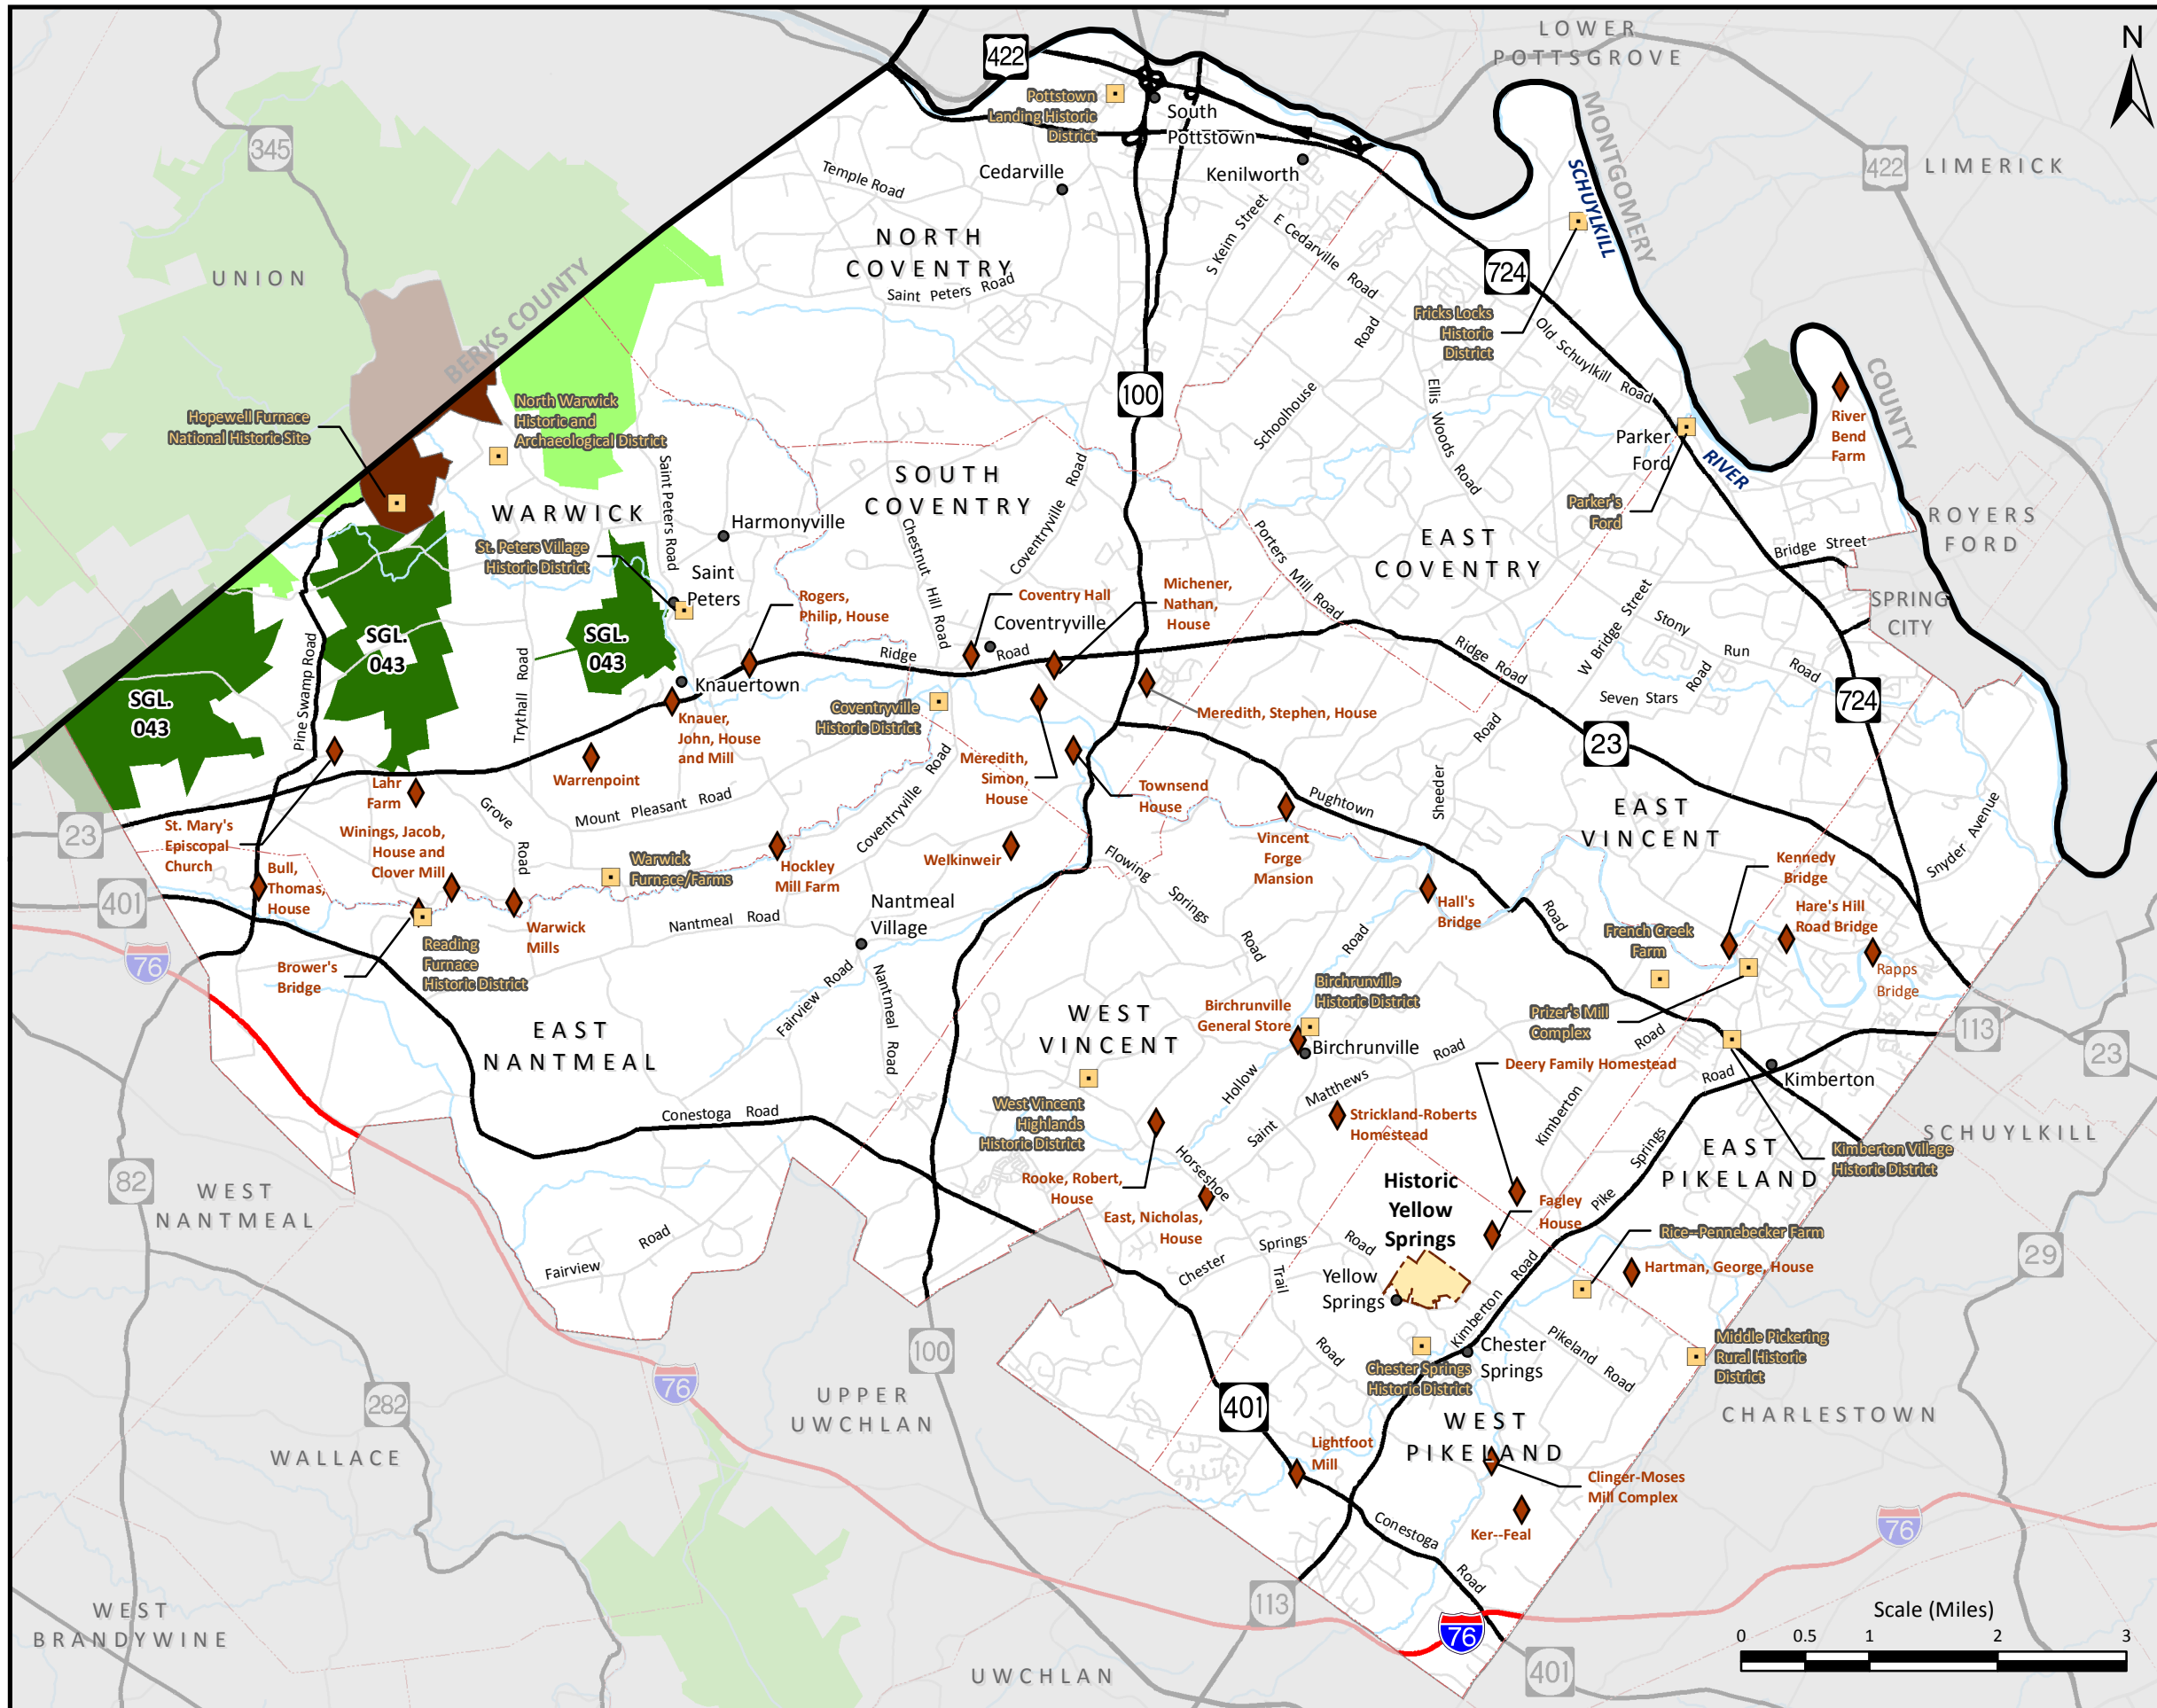 LOWER
POTTSGROVE
N
422
Pottstown
Landing Historic
District
South
Pottstown
MONTGOMERY
COUNTY
345
Cedarville
Kenilworth
SCHUYLKILL
RIVER
422
LIMERICK
Temple Road
S Keim Street
E Cedarville Road
NORTH
COVENTRY
Saint Peters Road
UNION
BERKS COUNTY
724
Fricks Locks
Historic
District
Old Schuylkill Road
Schoolhouse Road
Ellis Woods Road
100
River
Bend
Farm
Hopewell Furnace
National Historic Site
North Warwick
Historic and
Archaeological District
Parker
Ford
Parker's
Ford
Saint Peters Road
SOUTH
COVENTRY
WARWICK
Harmonyville
Chestnut Hill Road
Coventryville Road
Porters Mill Road
EAST
COVENTRY
ROYERS
FORD
Bridge Street
St. Peters Village
Historic District
Saint
Peters
Rogers,
Philip, House
Coventry Hall
Michener,
Nathan,
House
Coventryville
SPRING
CITY
W Bridge Street
Stony Run Road
SGL.
043
SGL.
043
SGL.
043
Pine Swamp Road
Trythall Road
Ridge Road
Ridge Road
Knauertown
Seven Stars Road
724
Knauer,
John, House
and Mill
Coventryville
Historic District
Meredith, Stephen, House
23
Meredith,
Simon,
House
Townsend
House
Warrenpoint
Lahr
Farm
Mount Pleasant Road
Coventryville Road
Grove Road
Pughtown Road
Sheeder Road
EAST
VINCENT
Snyder Avenue
23
St. Mary's
Episcopal
Church
Winings, Jacob,
House and
Clover Mill
Bull,
Thomas,
House
Warwick
Furnace/Farms
Hockley
Mill Farm
Welkinweir
Vincent
Forge
Mansion
Flowing Springs Road
Kennedy
Bridge
401
Hall's
Bridge
Hare's Hill
Road Bridge
Nantmeal Road
Nantmeal
Village
Warwick
Mills
French Creek
Farm
Rapps
Bridge
76
Brower's
Bridge
Reading
Furnace
Historic District
Fairview Road
Nantmeal Road
Birchrunville
Historic District
Birchrunville
General Store
Birchrunville
Prizer's Mill
Complex
EAST
NANTMEAL
WEST
VINCENT
113
23
Hollow Road
Saint Matthews Road
Deery Family Homestead
Kimberton Road
Kimberton
Conestoga Road
West Vincent
Highlands
Historic District
Strickland-Roberts
Homestead
EAST
PIKELAND
Kimberton Village
Historic District
SCHUYLKILL
82
WEST
NANTMEAL
Rooke, Robert,
House
Horseshoe Trail
East, Nicholas,
House
Historic
Yellow
Springs
Fagley
House
Pike Springs Road
Rice--Pennebecker Farm
Hartman, George, House
29
Fairview Road
Chester Springs Road
Yellow
Springs
Kimberton Road
Road
Pikeland Road
Chester
Springs
Chester Springs
Historic District
Middle Pickering
Rural Historic
District
100
76
282
UPPER
UWCHLAN
401
WEST
PIKELAND
CHARLESTOWN
WALLACE
Lightfoot
Mill
Clinger-Moses
Mill Complex
Ker--Feal
Conestoga Road
76
WEST
BRANDYWINE
113
76
UWCHLAN
401
Scale (Miles)
0 0.5 1 2 3